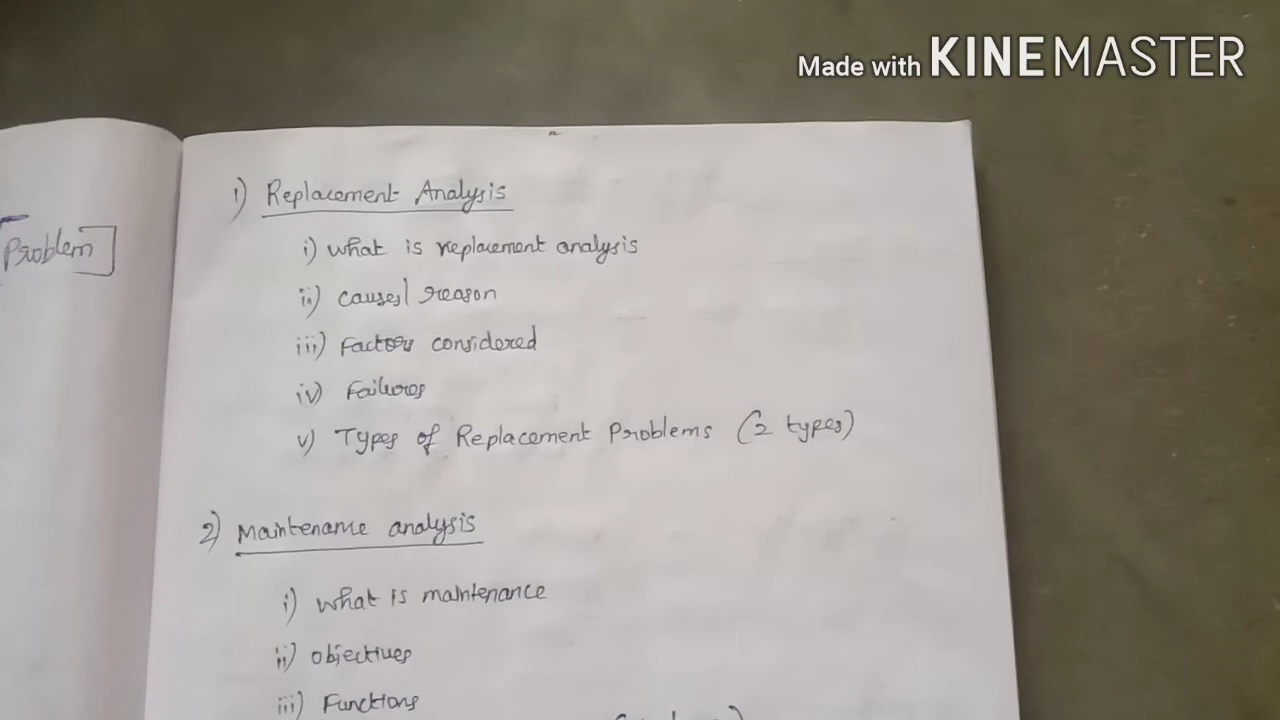 Made with KINEMASTER
Problem
1) Replacement Analysis
i) what is replacement analysis
ii) causes| reason
iii) Factors considered
iv) Failures
v) Types of Replacement Problems (2 types)
2) Maintenance analysis
i) what is maintenance
ii) objectives
iii) Functions